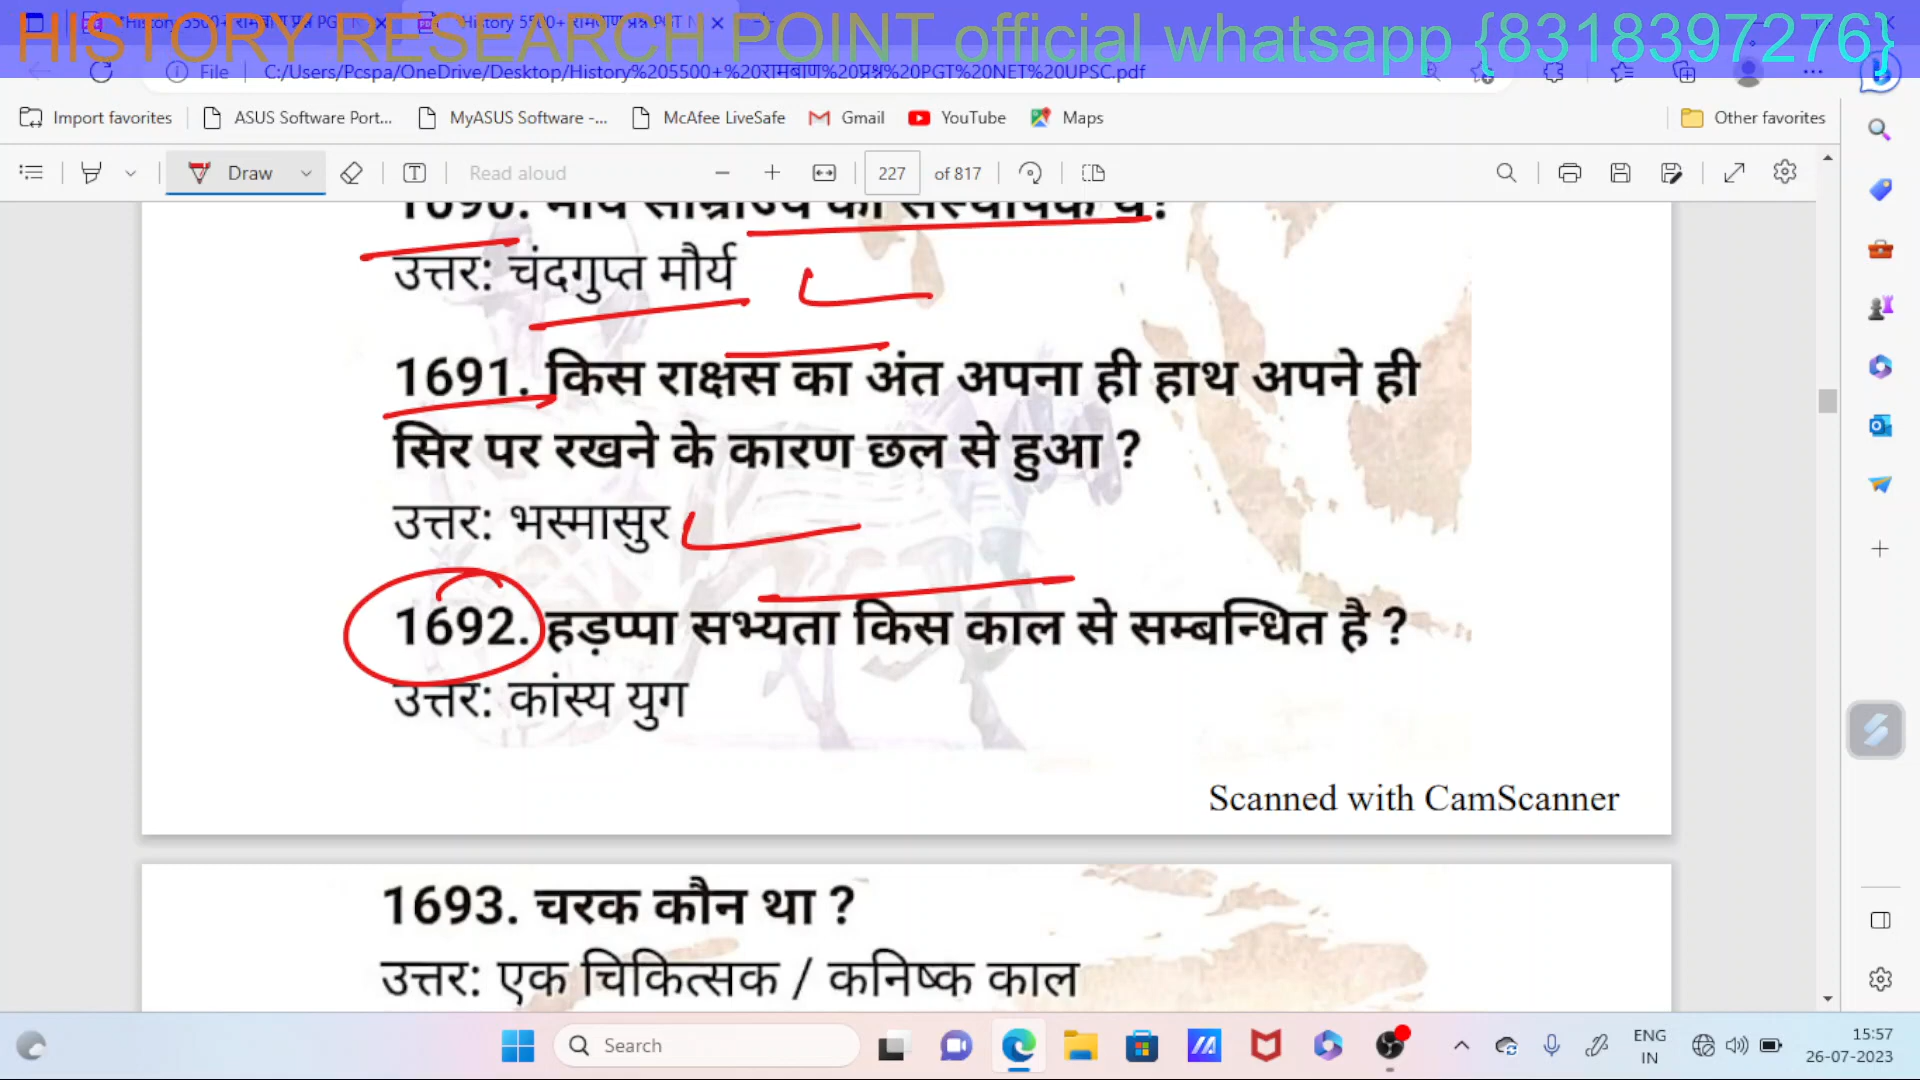 HISTORY RESEARCH POINT official whatsapp {8318397276}
File C:/Users/Pcspa/OneDrive/Desktop/History%205500+%20रामबाण%20प्रश्न%20PGT%20NET%20UPSC.pdf
Import favorites ASUS Software Port... MyASUS Software -... McAfee LiveSafe Gmail YouTube Maps Other favorites
Draw Read aloud 227 of 817
1690. मौर्य साम्राज्य का संस्थापक थे?
उत्तर: चंदगुप्त मौर्य
1691. किस राक्षस का अंत अपना ही हाथ अपने ही
सिर पर रखने के कारण छल से हुआ ?
उत्तर: भस्मासुर
1692. हड़प्पा सभ्यता किस काल से सम्बन्धित है ?
उत्तर: कांस्य युग
Scanned with CamScanner
1693. चरक कौन था ?
उत्तर: एक चिकित्सक / कनिष्क काल
Search
ENG
IN
15:57
26-07-2023